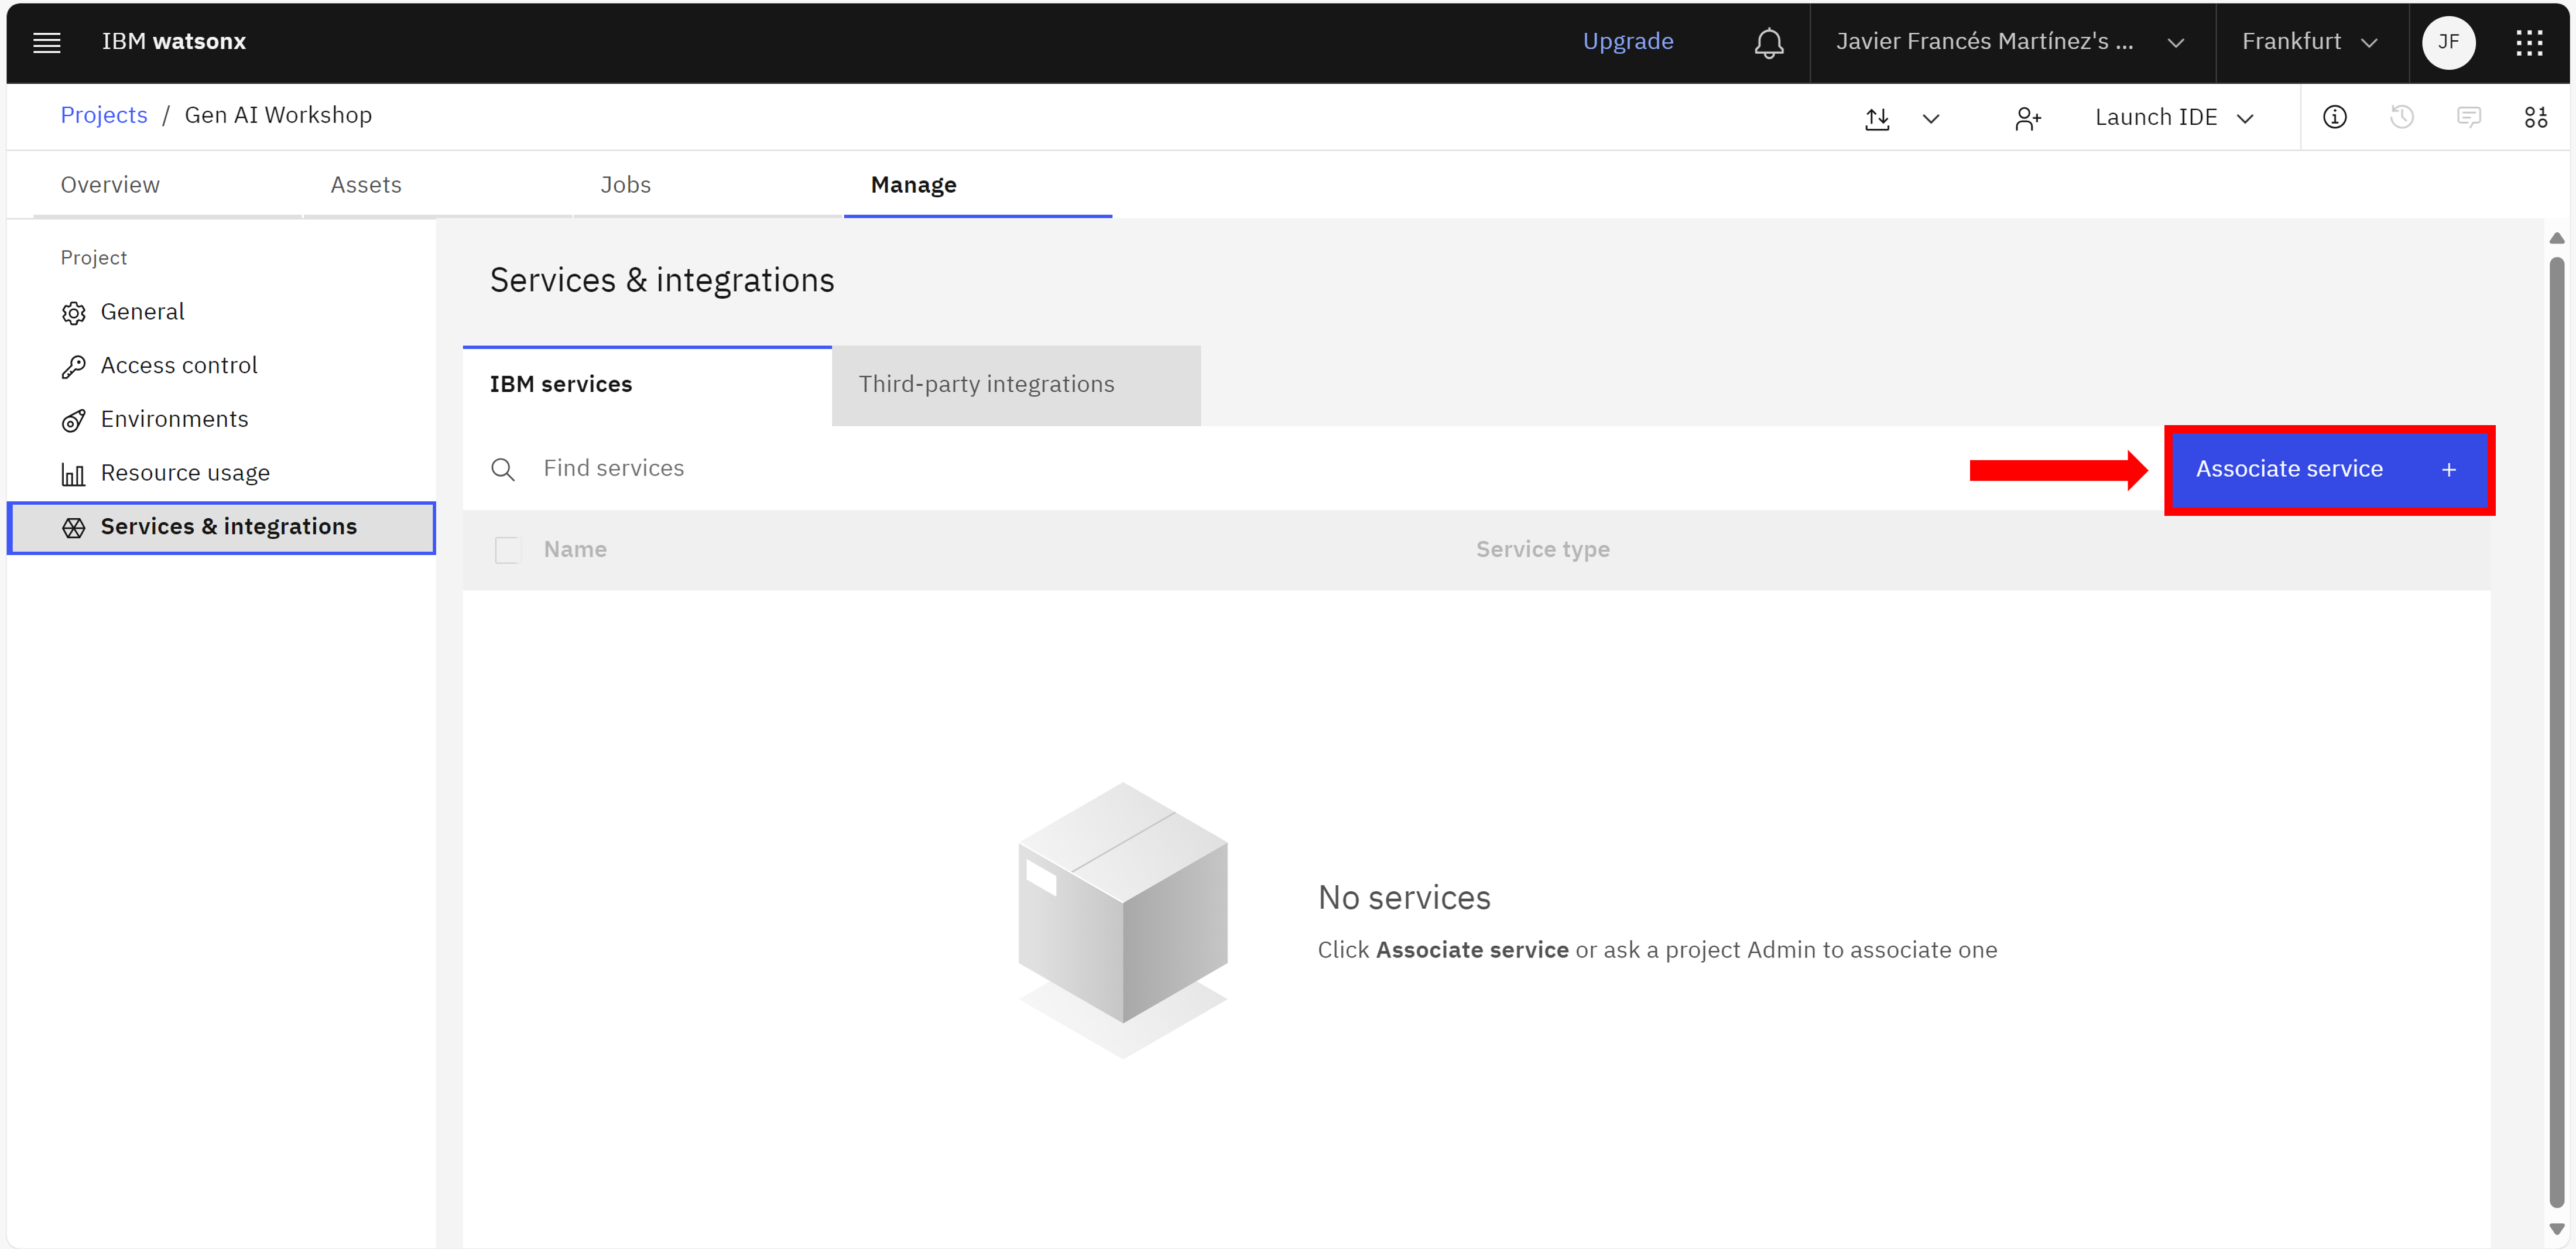 IBM watsonx
Upgrade
Javier Francés Martínez's ...
Frankfurt
JF
Projects / Gen AI Workshop
Launch IDE
Overview
Assets
Jobs
Manage
Project
General
Access control
Environments
Resource usage
Services & integrations
Services & integrations
IBM services
Third-party integrations
Find services
Associate service +
Name
Service type
No services
Click Associate service or ask a project Admin to associate one